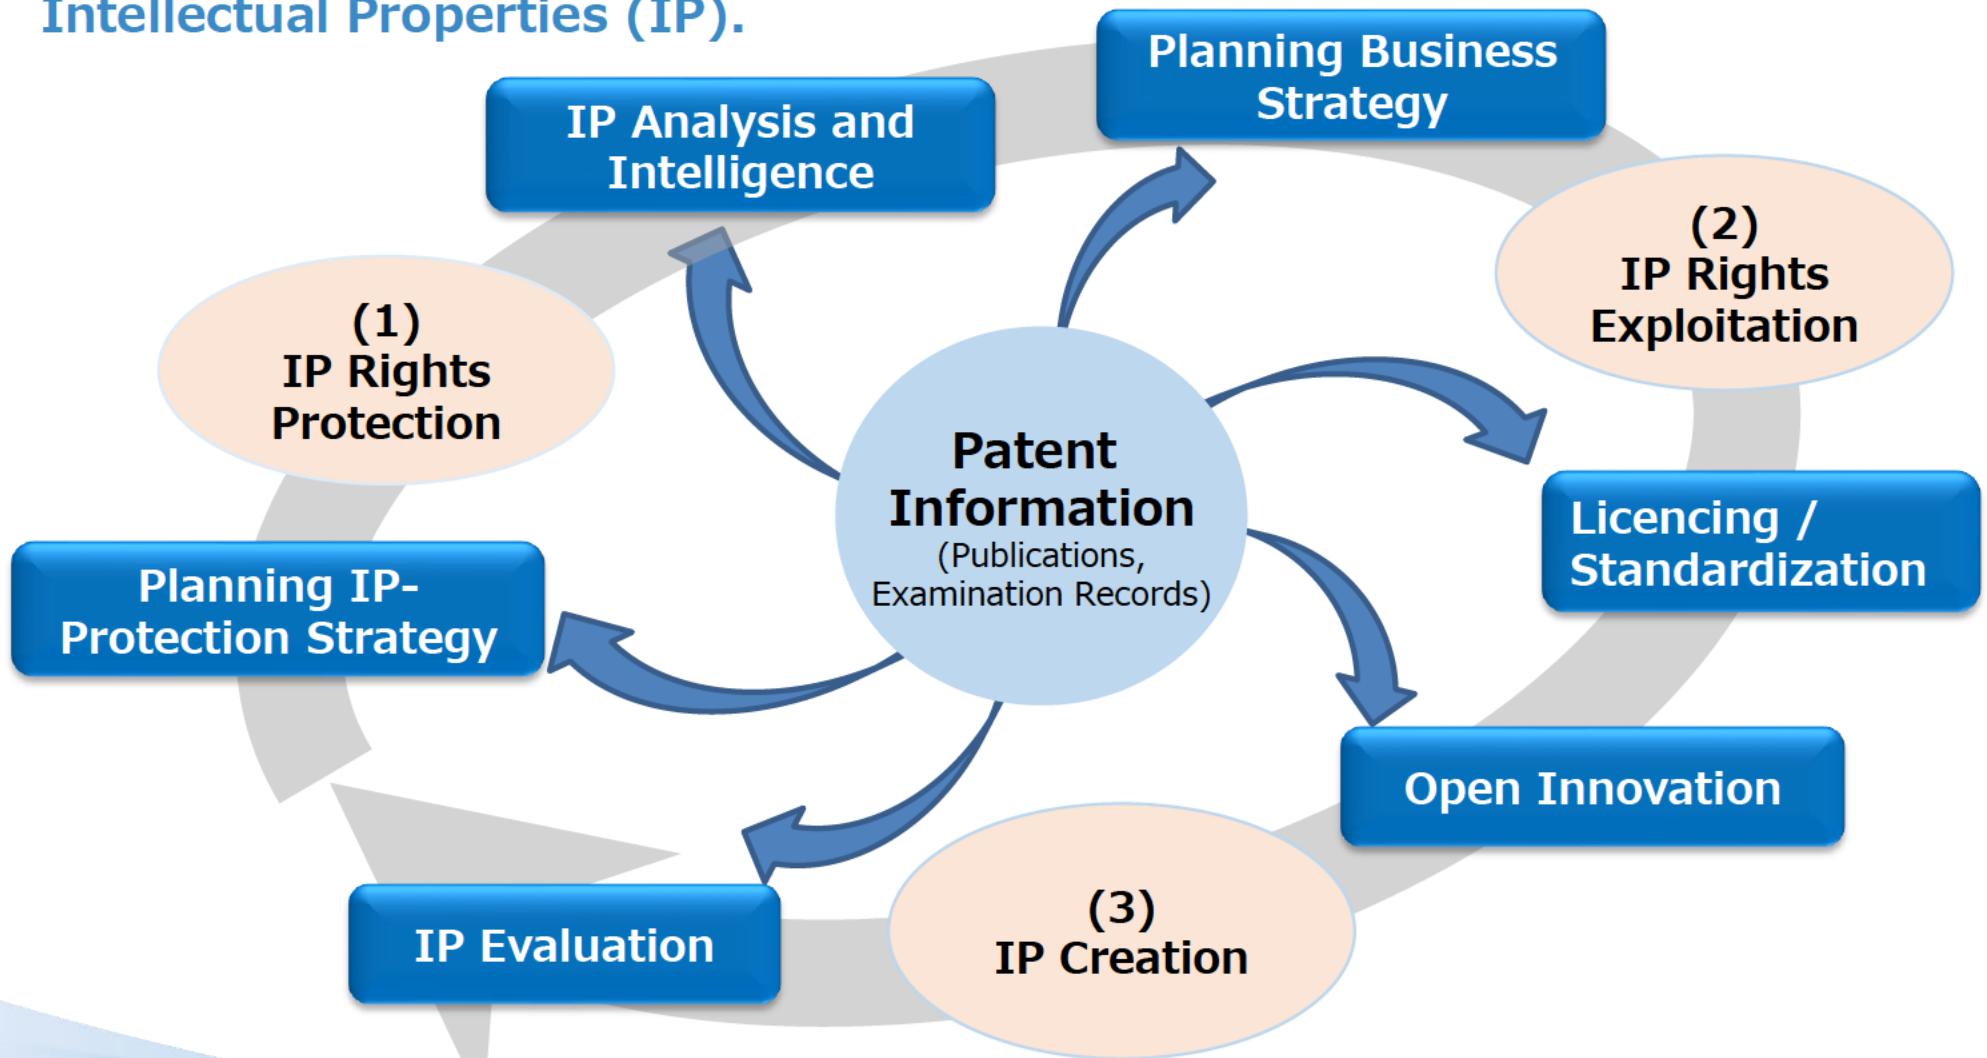 Intellectual Properties (IP).
Planning Business
Strategy
IP Analysis and
Intelligence
(2)
IP Rights
Exploitation
(1)
IP Rights
Protection
Patent
Information
(Publications,
Examination Records)
Licencing /
Standardization
Planning IP-
Protection Strategy
Open Innovation
(3)
IP Creation
IP Evaluation